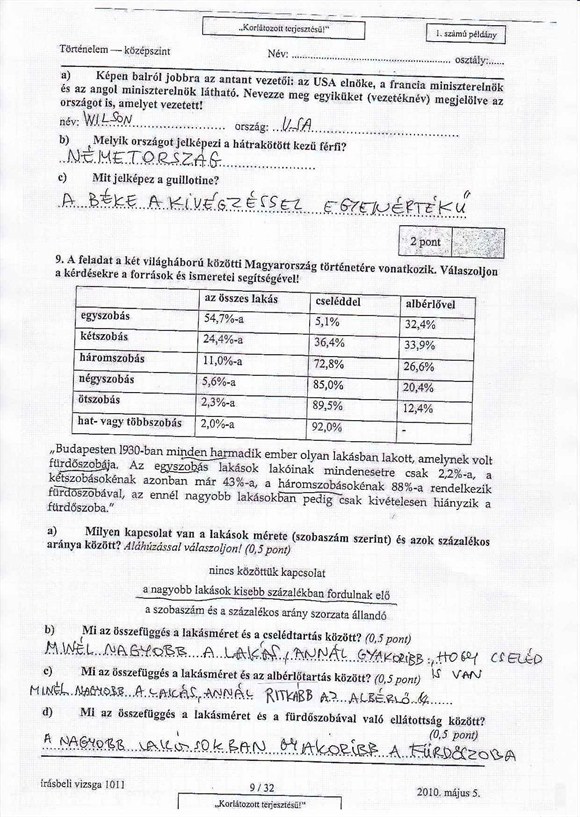 „Korlátozott terjesztésű!”
1. számú példány
Történelem — középszint Név: .......... osztály:......
a) Képen balról jobbra az antant vezetői: az USA elnöke, a francia miniszterelnök
és az angol miniszterelnök látható. Nevezze meg egyiküket (vezetéknév) megjelölve az
országot is, amelyet vezetett!
név: WILSON ország: USA
b) Melyik országot jelképezi a hátrakötött kezű férfi?
NÉMETORSZÁG
c) Mit jelképez a guillotine?
A BÉKE A KIVÉGZÉSSEL EGYENÉRTÉKŰ
2 pont
9. A feladat a két világháború közötti Magyarország történetére vonatkozik. Válaszoljon
a kérdésekre a források és ismeretei segítségével!
az összes lakás cseléddel albérlővel
egyszobás 54,7%-a 5,1% 32,4%
kétszobás 24,4%-a 36,4% 33,9%
háromszobás 11,0%-a 72,8% 26,6%
négyszobás 5,6%-a 85,0% 20,4%
ötszobás 2,3%-a 89,5% 12,4%
hat- vagy többszobás 2,0%-a 92,0% -
„Budapesten 1930-ban minden harmadik ember olyan lakásban lakott, amelynek volt
fürdőszobája. Az egyszobás lakások lakóinak mindenesetre csak 2,2%-a, a
kétszobásokénak azonban már 43%-a, a háromszobásokénak 88%-a rendelkezik
fürdőszobával, az ennél nagyobb lakásokban pedig csak kivételesen hiányzik a
fürdőszoba.”
a) Milyen kapcsolat van a lakások mérete (szobaszám szerint) és azok százalékos
aránya között? Aláhúzással válaszoljon! (0,5 pont)
nincs közöttük kapcsolat
a nagyobb lakások kisebb százalékban fordulnak elő
a szobaszám és a százalékos arány szorzata állandó
b) Mi az összefüggés a lakásméret és a cselédtartás között? (0,5 pont)
MINÉL NAGYOBB A LAKÁS, ANNÁL GYAKORIBB, HOGY CSELÉD
IS VAN
c) Mi az összefüggés a lakásméret és az albérlőtartás között? (0,5 pont)
MINÉL NAGYOBB A LAKÁS, ANNÁL RITKÁBB AZ ALBÉRLŐ
d) Mi az összefüggés a lakásméret és a fürdőszobával való ellátottság között?
(0,5 pont)
A NAGYOBB LAKÁSOKBAN GYAKORIBB A FÜRDŐSZOBA
írásbeli vizsga 1011 9 / 32 2010. május 5.
„Korlátozott terjesztésű!”